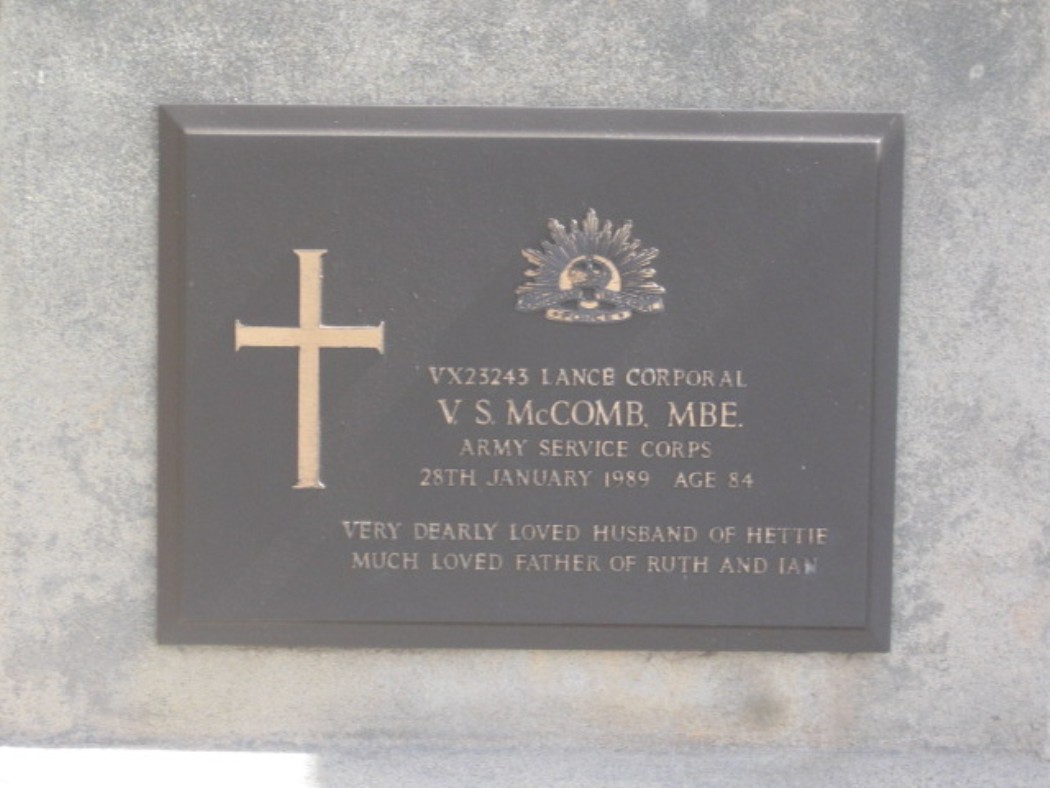 VX23243 LANCE CORPORAL
V. S. McCOMB, MBE.
ARMY SERVICE CORPS
28TH JANUARY 1989 AGE 84
VERY DEARLY LOVED HUSBAND OF HETTIE
MUCH LOVED FATHER OF RUTH AND IAN